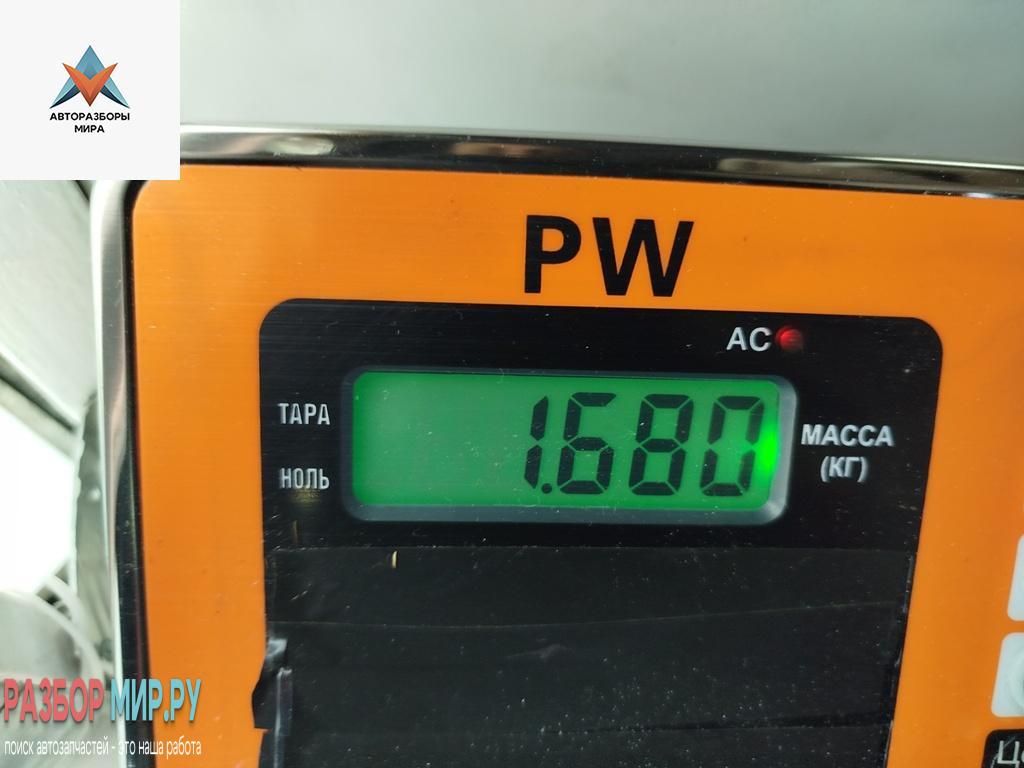 АВТОРАЗБОРЫ
МИРА
PW
AC
ТАРА
НОЛЬ
1.680
МАССА
(КГ)
РАЗБОР МИР.РУ
поиск автозапчастей - это наша работа